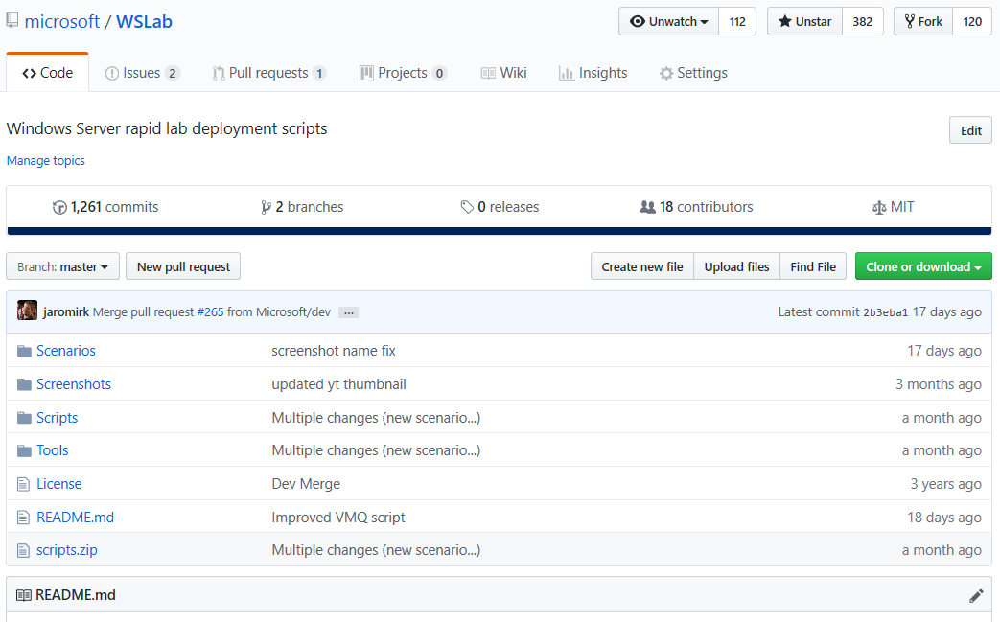 microsoft / WSLab Unwatch 112 Unstar 382 Fork 120
Code Issues 2 Pull requests 1 Projects 0 Wiki Insights Settings
Windows Server rapid lab deployment scripts Edit
Manage topics
1,261 commits 2 branches 0 releases 18 contributors MIT
Branch: master New pull request Create new file Upload files Find File Clone or download
jaromirk Merge pull request #265 from Microsoft/dev ... Latest commit 2b3eba1 17 days ago
Scenarios screenshot name fix 17 days ago
Screenshots updated yt thumbnail 3 months ago
Scripts Multiple changes (new scenario...) a month ago
Tools Multiple changes (new scenario...) a month ago
License Dev Merge 3 years ago
README.md Improved VMQ script 18 days ago
scripts.zip Multiple changes (new scenario...) a month ago
README.md